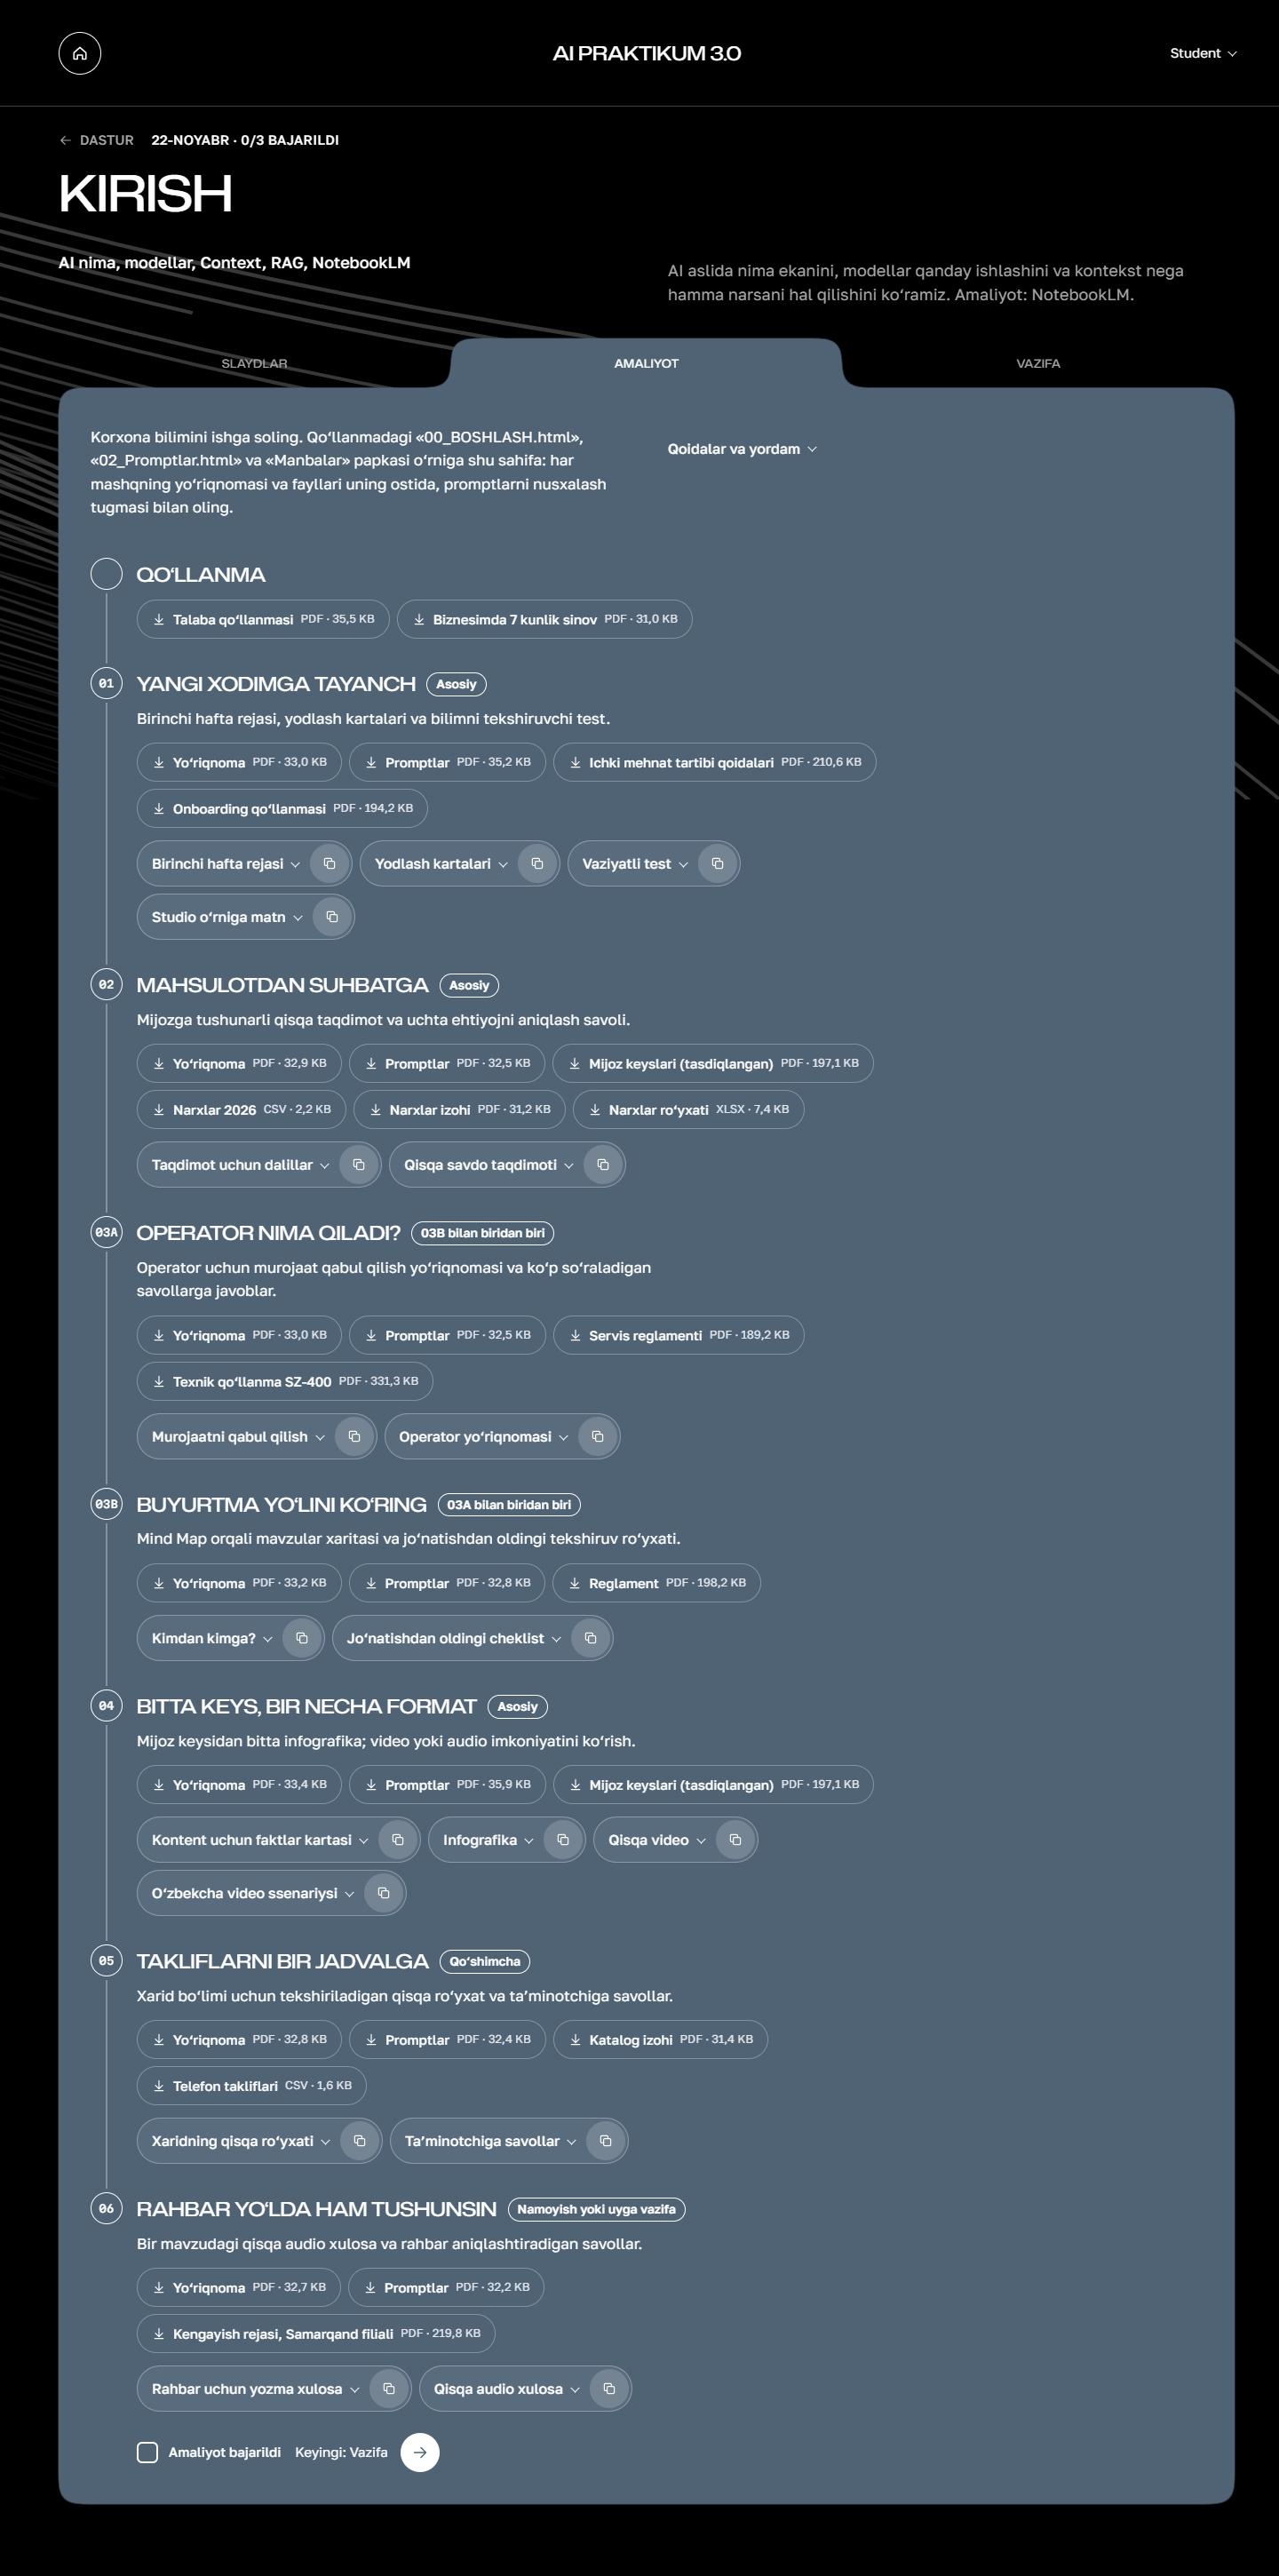 AI PRAKTIKUM 3.0
Student
← DASTUR 22-NOYABR · 0/3 BAJARILDI
KIRISH
AI nima, modellar, Context, RAG, NotebookLM
AI aslida nima ekanini, modellar qanday ishlashini va kontekst nega
hamma narsani hal qilishini ko‘ramiz. Amaliyot: NotebookLM.
SLAYDLAR
AMALIYOT
VAZIFA
Korxona bilimini ishga soling. Qo‘llanmadagi «00_BOSHLASH.html»,
«02_Promptlar.html» va «Manbalar» papkasi o‘rniga shu sahifa: har
mashqning yo‘riqnomasi va fayllari uning ostida, promptlarni nusxalash
tugmasi bilan oling.
Qoidalar va yordam
QO‘LLANMA
Talaba qo‘llanmasi PDF · 35,5 KB
Biznesimda 7 kunlik sinov PDF · 31,0 KB
01 YANGI XODIMGA TAYANCH Asosiy
Birinchi hafta rejasi, yodlash kartalari va bilimni tekshiruvchi test.
Yo‘riqnoma PDF · 33,0 KB
Promptlar PDF · 35,2 KB
Ichki mehnat tartibi qoidalari PDF · 210,6 KB
Onboarding qo‘llanmasi PDF · 194,2 KB
Birinchi hafta rejasi
Yodlash kartalari
Vaziyatli test
Studio o‘rniga matn
02 MAHSULOTDAN SUHBATGA Asosiy
Mijozga tushunarli qisqa taqdimot va uchta ehtiyojni aniqlash savoli.
Yo‘riqnoma PDF · 32,9 KB
Promptlar PDF · 32,5 KB
Mijoz keyslari (tasdiqlangan) PDF · 197,1 KB
Narxlar 2026 CSV · 2,2 KB
Narxlar izohi PDF · 31,2 KB
Narxlar ro‘yxati XLSX · 7,4 KB
Taqdimot uchun dalillar
Qisqa savdo taqdimoti
03A OPERATOR NIMA QILADI? 03B bilan biridan biri
Operator uchun murojaat qabul qilish yo‘riqnomasi va ko‘p so‘raladigan
savollarga javoblar.
Yo‘riqnoma PDF · 33,0 KB
Promptlar PDF · 32,5 KB
Servis reglamenti PDF · 189,2 KB
Texnik qo‘llanma SZ-400 PDF · 331,3 KB
Murojaatni qabul qilish
Operator yo‘riqnomasi
03B BUYURTMA YO‘LINI KO‘RING 03A bilan biridan biri
Mind Map orqali mavzular xaritasi va jo‘natishdan oldingi tekshiruv ro‘yxati.
Yo‘riqnoma PDF · 33,2 KB
Promptlar PDF · 32,8 KB
Reglament PDF · 198,2 KB
Kimdan kimga?
Jo‘natishdan oldingi cheklist
04 BITTA KEYS, BIR NECHA FORMAT Asosiy
Mijoz keysidan bitta infografika; video yoki audio imkoniyatini ko‘rish.
Yo‘riqnoma PDF · 33,4 KB
Promptlar PDF · 35,9 KB
Mijoz keyslari (tasdiqlangan) PDF · 197,1 KB
Kontent uchun faktlar kartasi
Infografika
Qisqa video
O‘zbekcha video ssenariysi
05 TAKLIFLARNI BIR JADVALGA Qo‘shimcha
Xarid bo‘limi uchun tekshiriladigan qisqa ro‘yxat va ta’minotchiga savollar.
Yo‘riqnoma PDF · 32,8 KB
Promptlar PDF · 32,4 KB
Katalog izohi PDF · 31,4 KB
Telefon takliflari CSV · 1,6 KB
Xaridning qisqa ro‘yxati
Ta’minotchiga savollar
06 RAHBAR YO‘LDA HAM TUSHUNSIN Namoyish yoki uyga vazifa
Bir mavzudagi qisqa audio xulosa va rahbar aniqlashtiradigan savollar.
Yo‘riqnoma PDF · 32,7 KB
Promptlar PDF · 32,2 KB
Kengayish rejasi, Samarqand filiali PDF · 219,8 KB
Rahbar uchun yozma xulosa
Qisqa audio xulosa
Amaliyot bajarildi Keyingi: Vazifa →